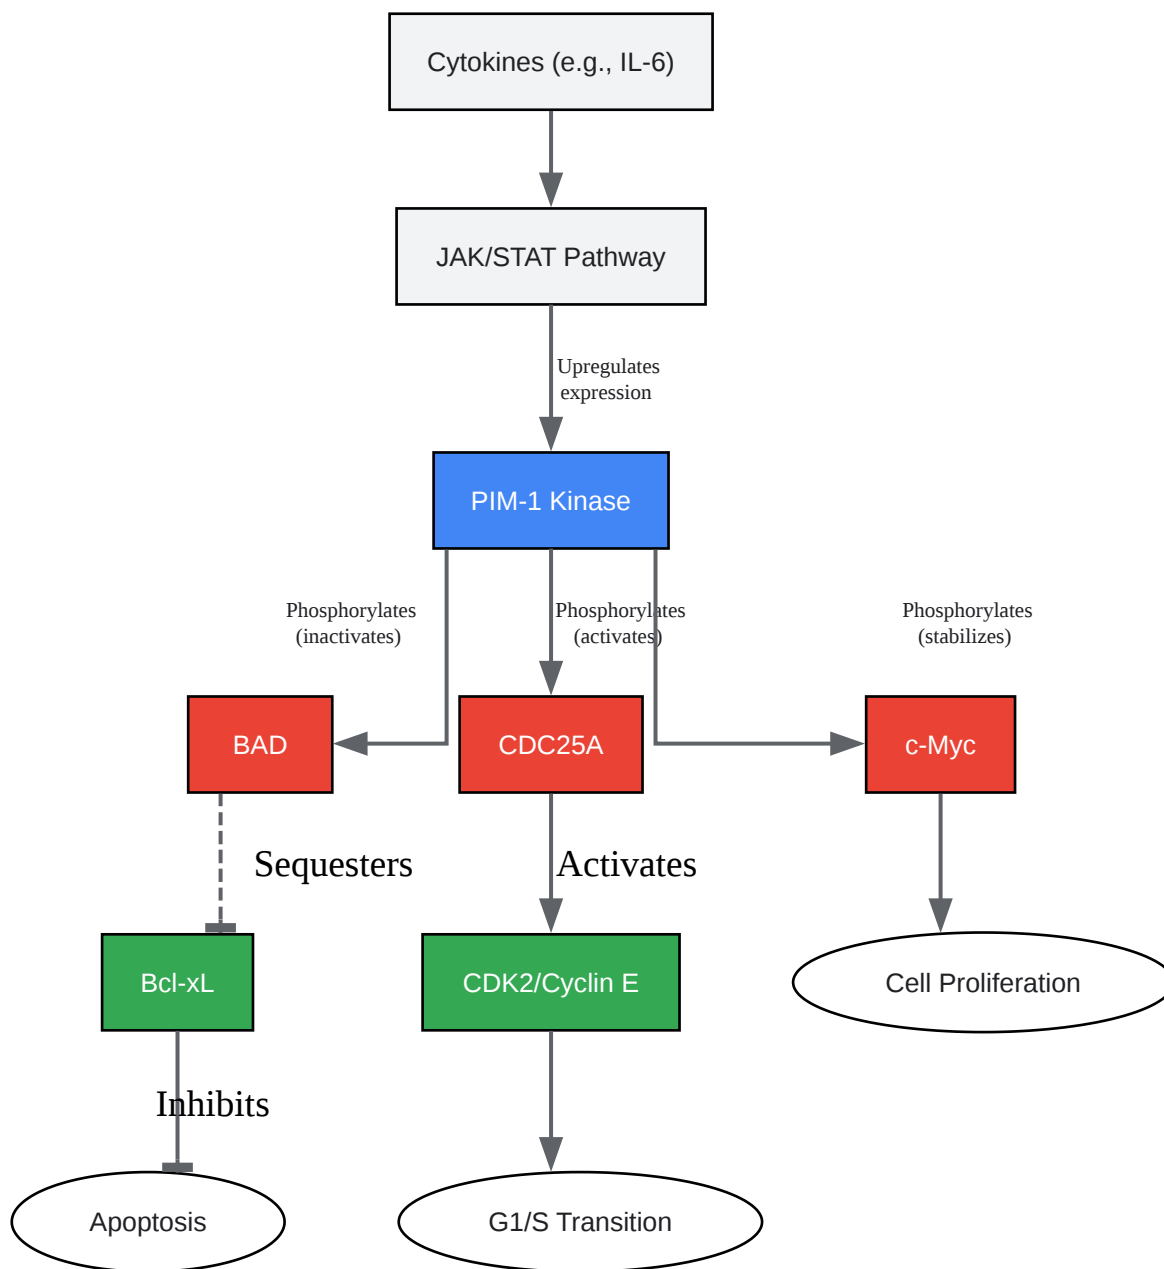 Cytokines (e.g., IL-6)
JAK/STAT Pathway
Upregulates
expression
PIM-1 Kinase
Phosphorylates
(inactivates)
Phosphorylates
(activates)
Phosphorylates
(stabilizes)
BAD
CDC25A
c-Myc
Sequesters
Activates
Bcl-xL
CDK2/Cyclin E
Cell Proliferation
Inhibits
Apoptosis
G1/S Transition